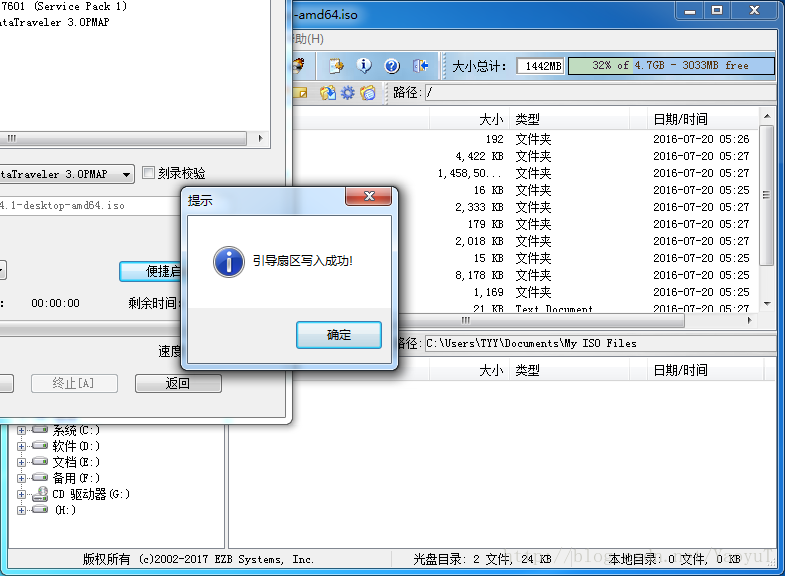 7601 (Service Pack 1)
ataTraveler 3.0PMAP
-amd64.iso
助(H)
大小总计:
1442MB
32% of 4.7GB - 3033MB free
路径:
/
大小 类型 日期/时间
192 文件夹 2016-07-20 05:26
4,422 KB 文件夹 2016-07-20 05:27
1,458,50... 文件夹 2016-07-20 05:27
16 KB 文件夹 2016-07-20 05:25
2,333 KB 文件夹 2016-07-20 05:27
179 KB 文件夹 2016-07-20 05:27
2,018 KB 文件夹 2016-07-20 05:27
15 KB 文件夹 2016-07-20 05:25
8,178 KB 文件夹 2016-07-20 05:25
1,169 文件夹 2016-07-20 05:25
21 KB Text Document 2016-07-20 05:27
ataTraveler 3.0PMAP
刻录校验
4.1-desktop-amd64.iso
便捷启
00:00:00
剩余时间:
速度
终止[A]
返回
提示
引导扇区写入成功!
确定
路径:
C:\Users\TYY\Documents\My ISO Files
大小 类型 日期/时间
系统(C:)
软件(D:)
文档(E:)
备用(F:)
CD 驱动器(G:)
(H:)
版权所有 (c)2002-2017 EZB Systems, Inc.
光盘目录: 2 文件, 24 KB
本地目录: 0 文件, 0 KB